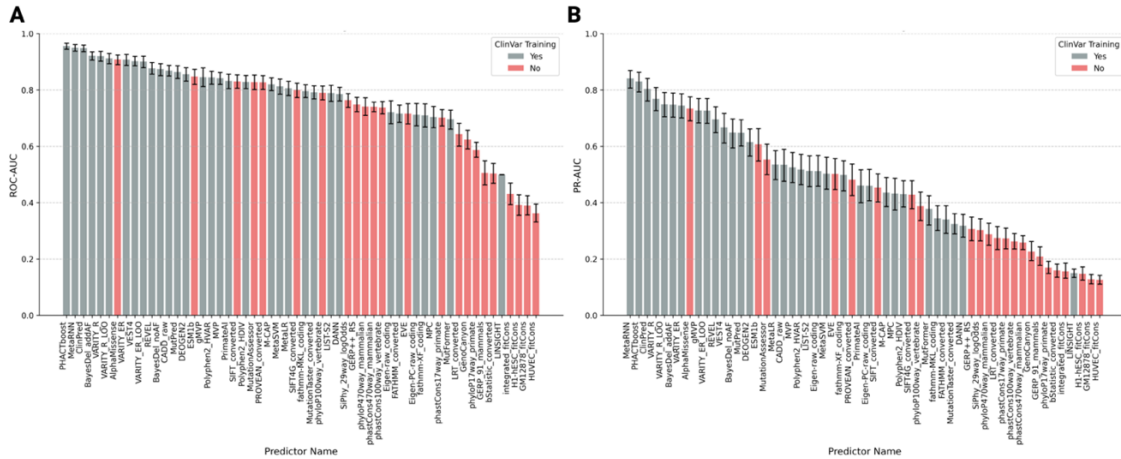 A
ClinVar Training
Yes
No
ROC-AUC
1.0
0.8
0.6
0.4
0.2
0.0
PHACTboost
MetaRNN
ClinPred
BayesDel_addAF
VARITY_R
VARITY_R_LOO
AlphaMissense
VARITY_ER
VEST4
VARITY_ER_LOO
REVEL
BayesDel_noAF
CADD_raw
MutPred
DEOGEN2
ESM1b
gMVP
Polyphen2_HVAR
MVP
PrimateAI
SIFT_converted
Polyphen2_HDIV
MutationAssessor
PROVEAN_converted
M-CAP
MetaSVM
MetaLR
SIFT4G_converted
fathmm-MKL_coding
MutationTaster_converted
phyloP100way_vertebrate
LIST-S2
DANN
SiPhy_29way_logOdds
GERP++_RS
phyloP470way_mammalian
phastCons470way_mammalian
phastCons100way_vertebrate
Eigen-raw_coding
FATHMM_converted
EVE
Eigen-PC-raw_coding
fathmm-XF_coding
MPC
phastCons17way_primate
MutFormer
LRT_converted
GenoCanyon
phyloP17way_primate
GERP_91_mammals
bStatistic_converted
LINSIGHT
integrated_fitCons
H1-hESC_fitCons
GM12878_fitCons
HUVEC_fitCons
Predictor Name
B
ClinVar Training
Yes
No
PR-AUC
1.0
0.8
0.6
0.4
0.2
0.0
MetaRNN
PHACTboost
ClinPred
VARITY_R
VARITY_R_LOO
BayesDel_addAF
VARITY_ER
AlphaMissense
gMVP
VARITY_ER_LOO
REVEL
VEST4
BayesDel_noAF
MutPred
DEOGEN2
ESM1b
MutationAssessor
CADD_raw
MetaLR
MVP
Polyphen2_HVAR
LIST-S2
Eigen-raw_coding
MetaSVM
EVE
fathmm-XF_coding
PROVEAN_converted
PrimateAI
Eigen-PC-raw_coding
SIFT_converted
M-CAP
MPC
Polyphen2_HDIV
SIFT4G_converted
phyloP100way_vertebrate
MutFormer
fathmm-MKL_coding
FATHMM_converted
MutationTaster_converted
DANN
GERP++_RS
SiPhy_29way_logOdds
phyloP470way_mammalian
LRT_converted
phastCons17way_primate
phastCons100way_vertebrate
phastCons470way_mammalian
GenoCanyon
GERP_91_mammals
phyloP17way_primate
bStatistic_converted
integrated_fitCons
LINSIGHT
H1-hESC_fitCons
GM12878_fitCons
HUVEC_fitCons
Predictor Name